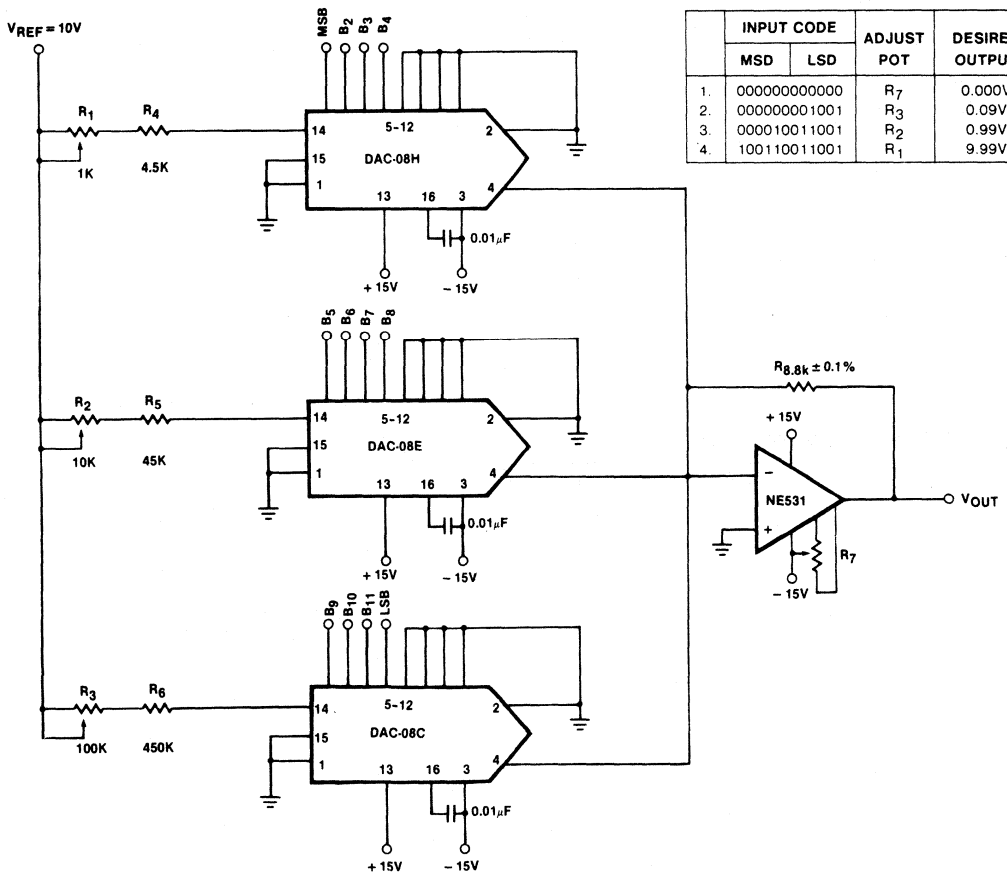 V_REF = 10V
MSB B2 B3 B4
R1 R4
1K 4.5K
14 5-12 2
15 DAC-08H
1 4
13 16 3
0.01μF
+15V -15V
INPUT CODE ADJUST POT DESIRE OUTPU
MSD LSD
1. 000000000000 R7 0.000V
2. 000000001001 R3 0.09V
3. 000010011001 R2 0.99V
4. 100110011001 R1 9.99V
B5 B6 B7 B8
R2 R5
10K 45K
14 5-12 2
15 DAC-08E
1 4
13 16 3
0.01μF
+15V -15V
R8.8k ± 0.1%
+15V
−
NE531
+
VOUT
R7
-15V
B9 B10 B11 LSB
R3 R6
100K 450K
14 5-12 2
15 DAC-08C
1 4
13 16 3
0.01μF
+15V -15V